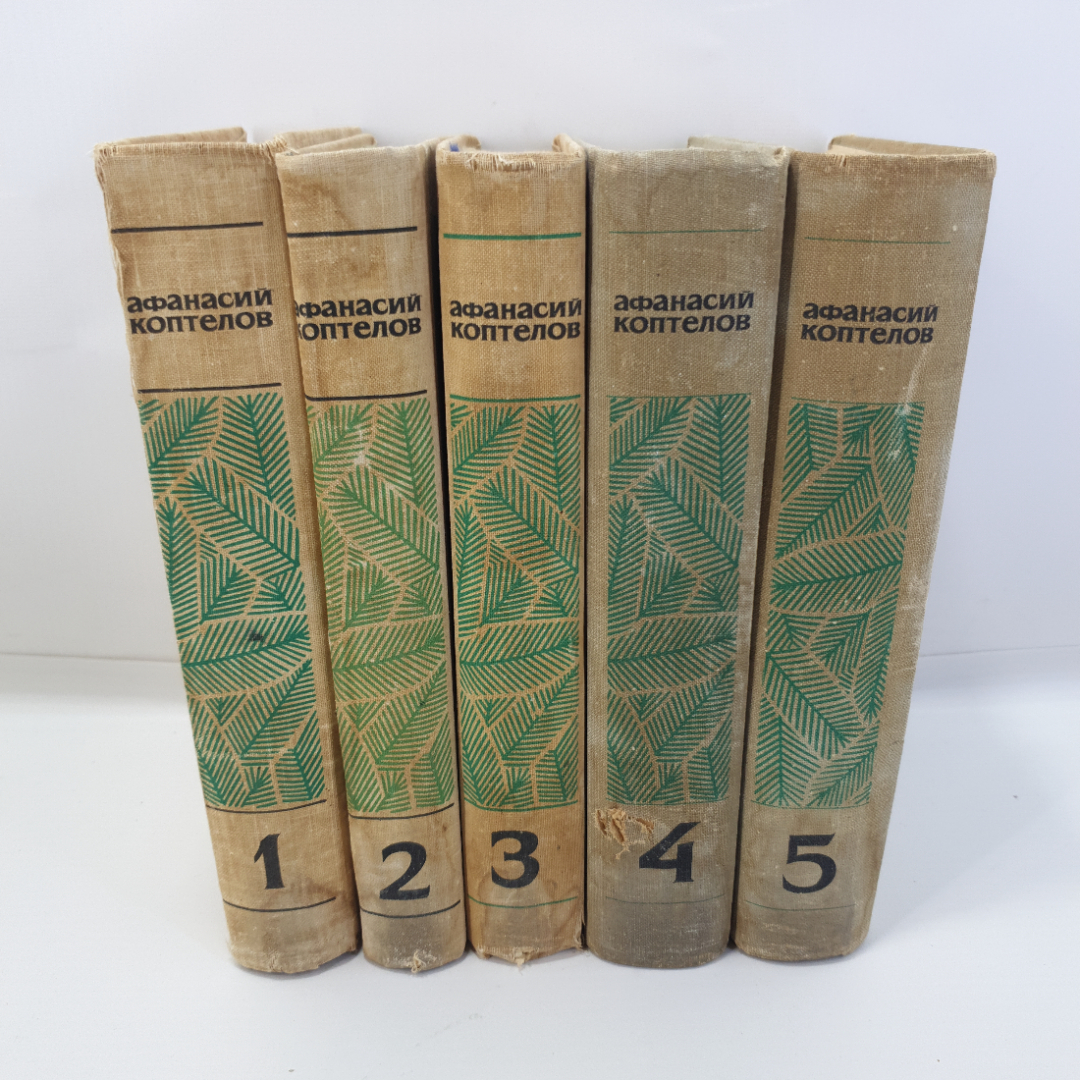 афанасий
коптелов
1
афанасий
коптелов
2
афанасий
коптелов
3
афанасий
коптелов
4
афанасий
коптелов
5